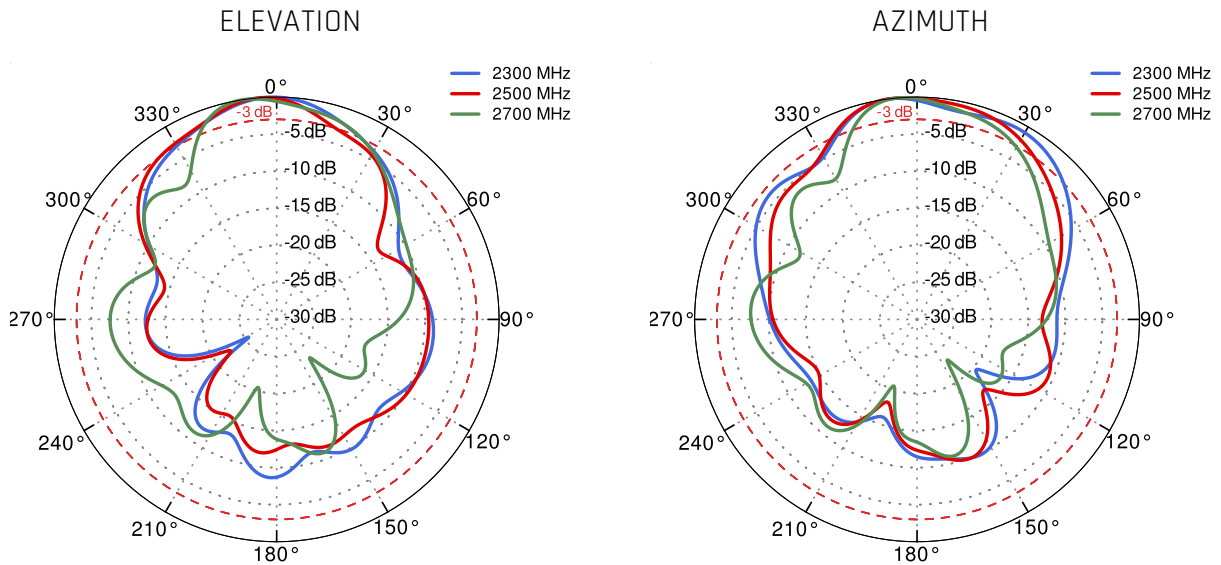 ELEVATION
2300 MHz
2500 MHz
2700 MHz
0°
330°
-3 dB
30°
-5 dB
-10 dB
300°
60°
-15 dB
-20 dB
-25 dB
-30 dB
270°
90°
240°
120°
210°
150°
180°
AZIMUTH
2300 MHz
2500 MHz
2700 MHz
0°
330°
-3 dB
30°
-5 dB
-10 dB
300°
60°
-15 dB
-20 dB
-25 dB
-30 dB
270°
90°
240°
120°
210°
150°
180°